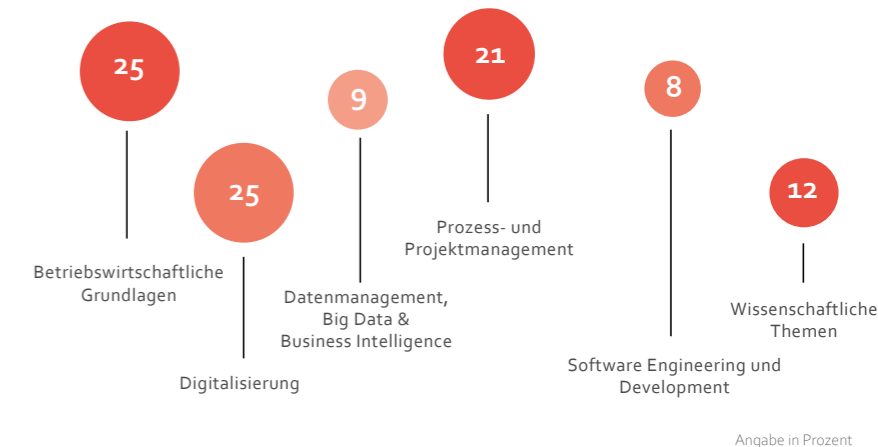 25
Betriebswirtschaftliche
Grundlagen
25
Digitalisierung
9
Datenmanagement,
Big Data &
Business Intelligence
21
Prozess- und
Projektmanagement
8
Software Engineering und
Development
12
Wissenschaftliche
Themen
Angabe in Prozent